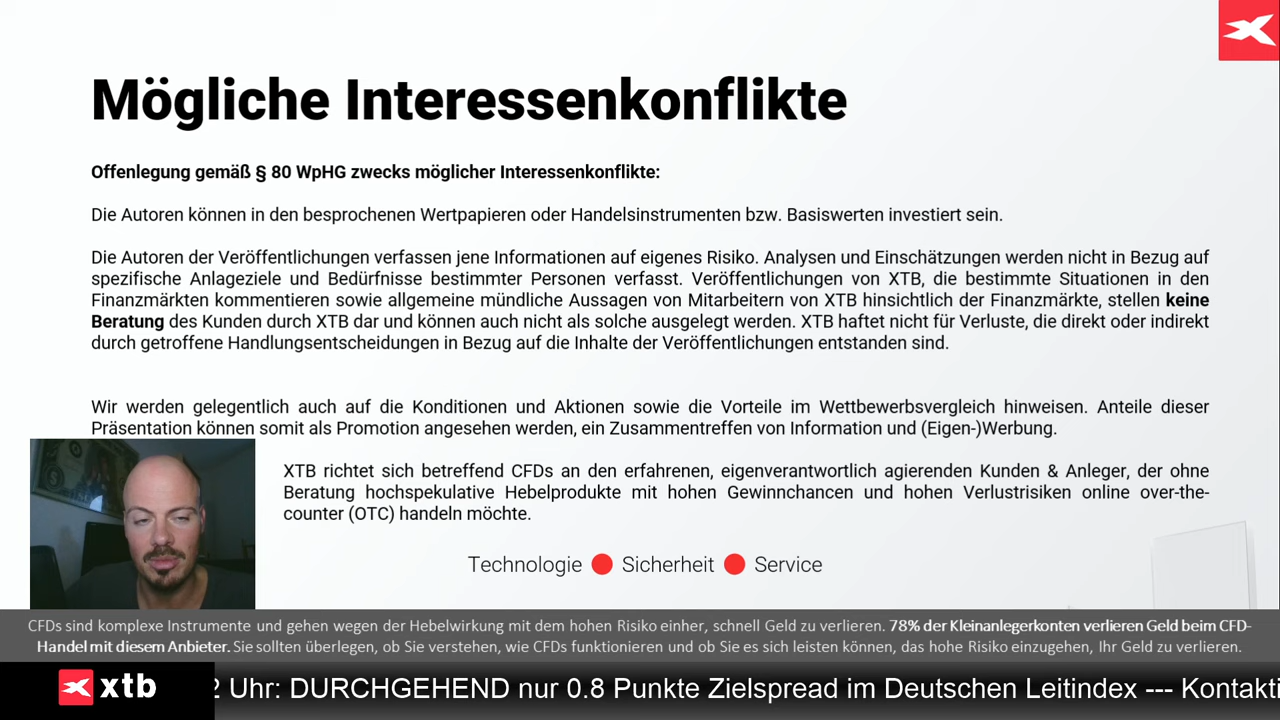 Mögliche Interessenkonflikte
Offenlegung gemäß § 80 WpHG zwecks möglicher Interessenkonflikte:
Die Autoren können in den besprochenen Wertpapieren oder Handelsinstrumenten bzw. Basiswerten investiert sein.
Die Autoren der Veröffentlichungen verfassen jene Informationen auf eigenes Risiko. Analysen und Einschätzungen werden nicht in Bezug auf
spezifische Anlageziele und Bedürfnisse bestimmter Personen verfasst. Veröffentlichungen von XTB, die bestimmte Situationen in den
Finanzmärkten kommentieren sowie allgemeine mündliche Aussagen von Mitarbeitern von XTB hinsichtlich der Finanzmärkte, stellen keine
Beratung des Kunden durch XTB dar und können auch nicht als solche ausgelegt werden. XTB haftet nicht für Verluste, die direkt oder indirekt
durch getroffene Handlungsentscheidungen in Bezug auf die Inhalte der Veröffentlichungen entstanden sind.
Wir werden gelegentlich auch auf die Konditionen und Aktionen sowie die Vorteile im Wettbewerbsvergleich hinweisen. Anteile dieser
Präsentation können somit als Promotion angesehen werden, ein Zusammentreffen von Information und (Eigen-)Werbung.
XTB richtet sich betreffend CFDs an den erfahrenen, eigenverantwortlich agierenden Kunden & Anleger, der ohne
Beratung hochspekulative Hebelprodukte mit hohen Gewinnchancen und hohen Verlustrisiken online over-the-
counter (OTC) handeln möchte.
Technologie Sicherheit Service
CFDs sind komplexe Instrumente und gehen wegen der Hebelwirkung mit dem hohen Risiko einher, schnell Geld zu verlieren. 78% der Kleinanlegerkonten verlieren Geld beim CFD-
Handel mit diesem Anbieter. Sie sollten überlegen, ob Sie verstehen, wie CFDs funktionieren und ob Sie es sich leisten können, das hohe Risiko einzugehen, Ihr Geld zu verlieren.
xtb 2 Uhr: DURCHGEHEND nur 0.8 Punkte Zielspread im Deutschen Leitindex --- Kontakti